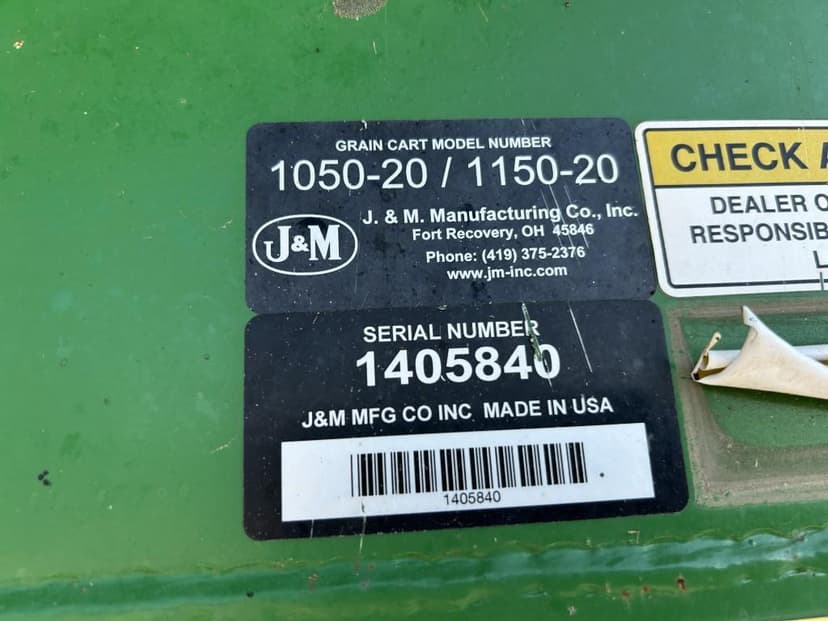 GRAIN CART MODEL NUMBER
1050-20 / 1150-20
J&M
J. & M. Manufacturing Co., Inc.
Fort Recovery, OH 45846
Phone: (419) 375-2376
www.jm-inc.com
SERIAL NUMBER
1405840
J&M MFG CO INC MADE IN USA
1405840
CHECK
DEALER